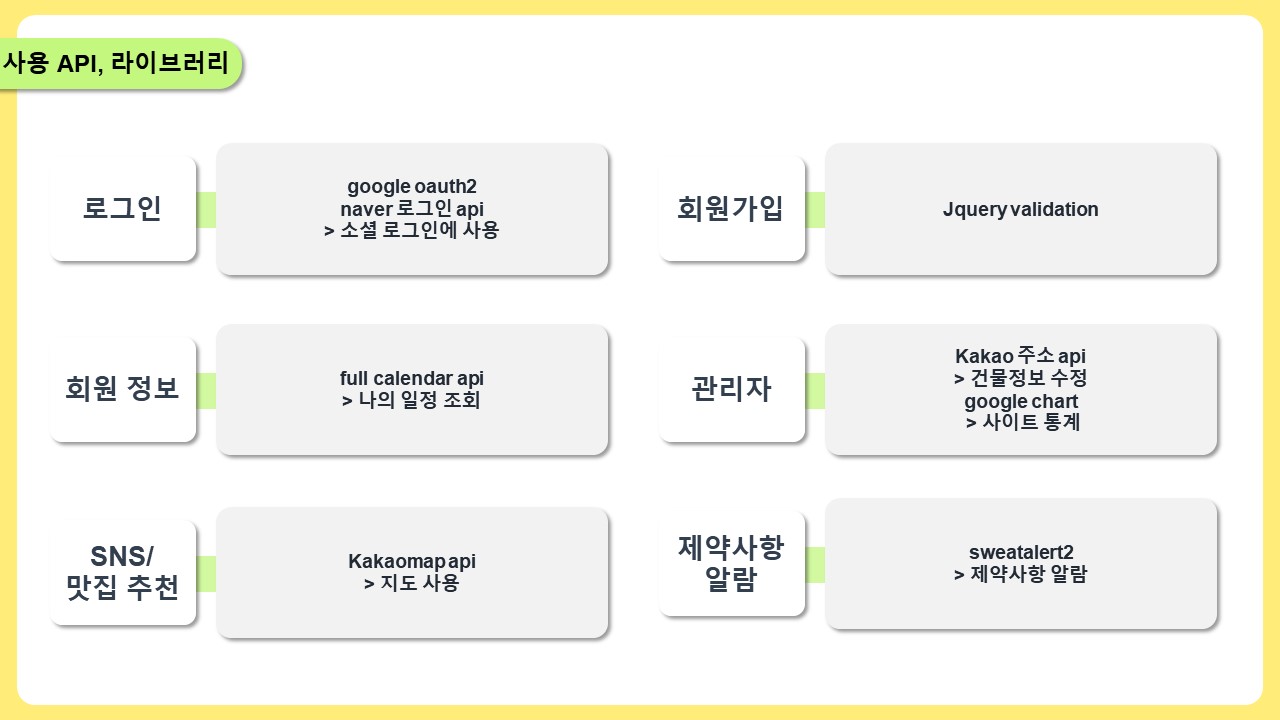 사용 API, 라이브러리
로그인
google oauth2
naver 로그인 api
> 소셜 로그인에 사용
회원가입
Jquery validation
회원 정보
full calendar api
> 나의 일정 조회
관리자
Kakao 주소 api
> 건물정보 수정
google chart
> 사이트 통계
SNS/
맛집 추천
Kakaomap api
> 지도 사용
제약사항
알람
sweatalert2
> 제약사항 알람